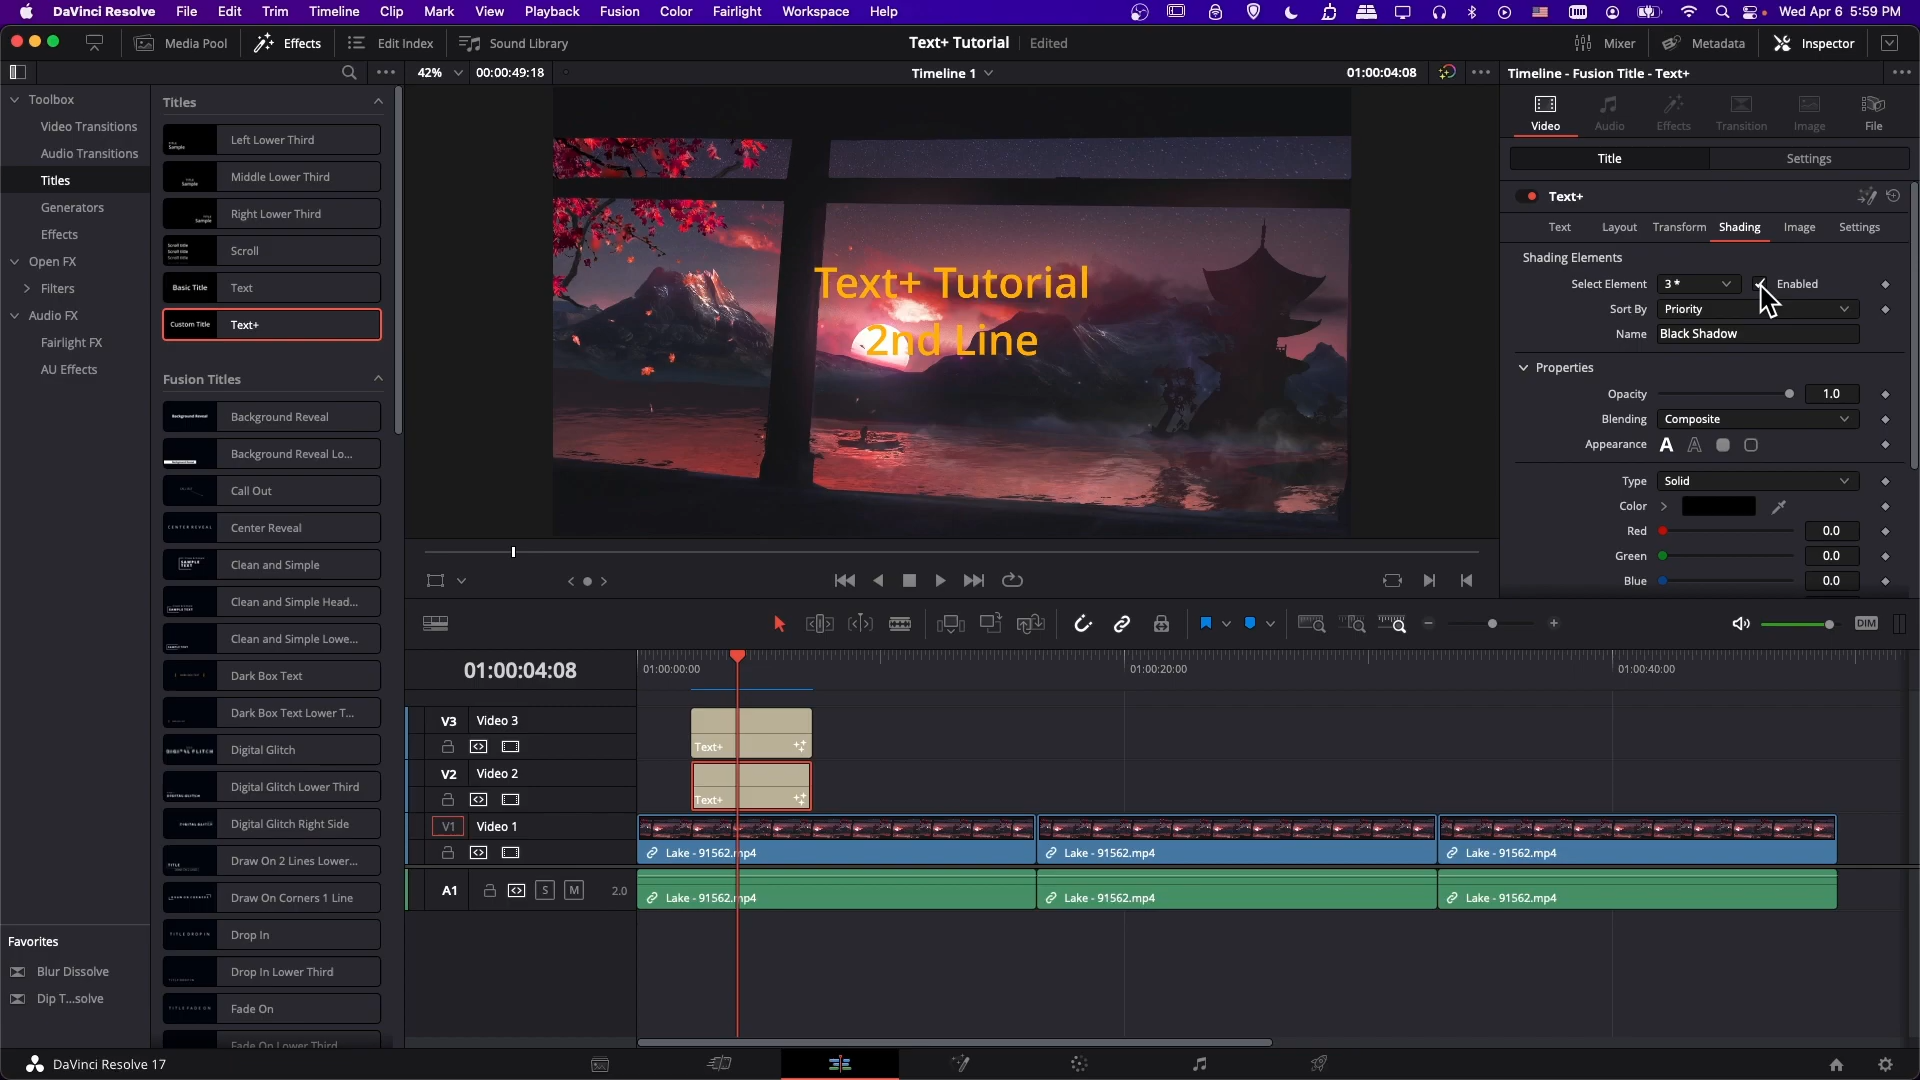 DaVinci Resolve File Edit Trim Timeline Clip Mark View Playback Fusion Color Fairlight Workspace Help Wed Apr 6 5:59 PM
Media Pool Effects Edit Index Sound Library Text+ Tutorial Edited Mixer Metadata Inspector
42% 00:00:49:18 Timeline 1 01:00:04:08 Timeline - Fusion Title - Text+
Toolbox
Video Transitions
Audio Transitions
Titles
Generators
Effects
Open FX
Filters
Audio FX
Fairlight FX
AU Effects
Favorites
Blur Dissolve
Dip T...solve
Titles
Left Lower Third
Middle Lower Third
Right Lower Third
Scroll
Basic Title Text
Custom Title Text+
Fusion Titles
Background Reveal
Background Reveal Lo...
Call Out
Center Reveal
Clean and Simple
Clean and Simple Head...
Clean and Simple Lowe...
Dark Box Text
Dark Box Text Lower T...
Digital Glitch
Digital Glitch Lower Third
Digital Glitch Right Side
Draw On 2 Lines Lower...
Draw On Corners 1 Line
Drop In
Drop In Lower Third
Fade On
Fade On Lower Third
Text+ Tutorial
2nd Line
Video Audio Effects Transition Image File
Title Settings
Text+
Text Layout Transform Shading Image Settings
Shading Elements
Select Element 3 * Enabled
Sort By Priority
Name Black Shadow
Properties
Opacity 1.0
Blending Composite
Appearance
Type Solid
Color
Red 0.0
Green 0.0
Blue 0.0
DIM
01:00:04:08 01:00:00:00 01:00:20:00 01:00:40:00
V3 Video 3
Text+
V2 Video 2
Text+
V1 Video 1
Lake - 91562.mp4 Lake - 91562.mp4 Lake - 91562.mp4
A1 S M 2.0 Lake - 91562.mp4 Lake - 91562.mp4 Lake - 91562.mp4
DaVinci Resolve 17